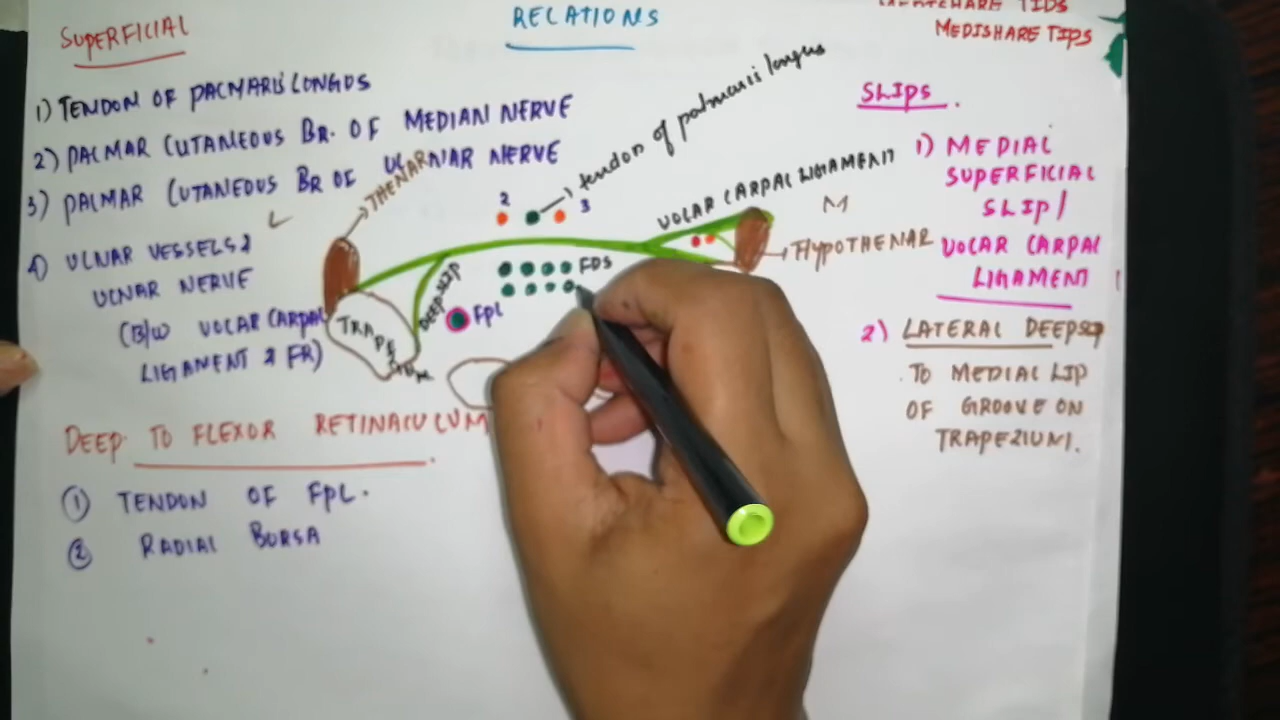 RELATIONS
TIDS
MEDISHARE TIPS
SUPERFICIAL
1) TENDON OF PALMARIS LONGUS
2) PALMAR CUTANEOUS BR. OF MEDIAN NERVE
3) PALMAR CUTANEOUS BR OF ULNAR NERVE
L
4) ULNAR VESSELS &
ULNAR NERVE
(B/W VOLAR CARPAL
LIGAMENT & FR)
THENAR
2
3
tendon of palmaris longus
VOLAR CARPAL LIGAMENT
M
HYPOTHENAR
FDS
DEEP SLIP
FPL
TRAPEZIUM
SLIPS.
1) MEDIAL
SUPERFICIAL
SLIP/
VOLAR CARPAL
LIGAMENT
2) LATERAL DEEP
TO MEDIAL LIP
OF GROOVE ON
TRAPEZIUM.
DEEP TO FLEXOR RETINACULUM
1 TENDON OF FPL.
2 RADIAL BURSA